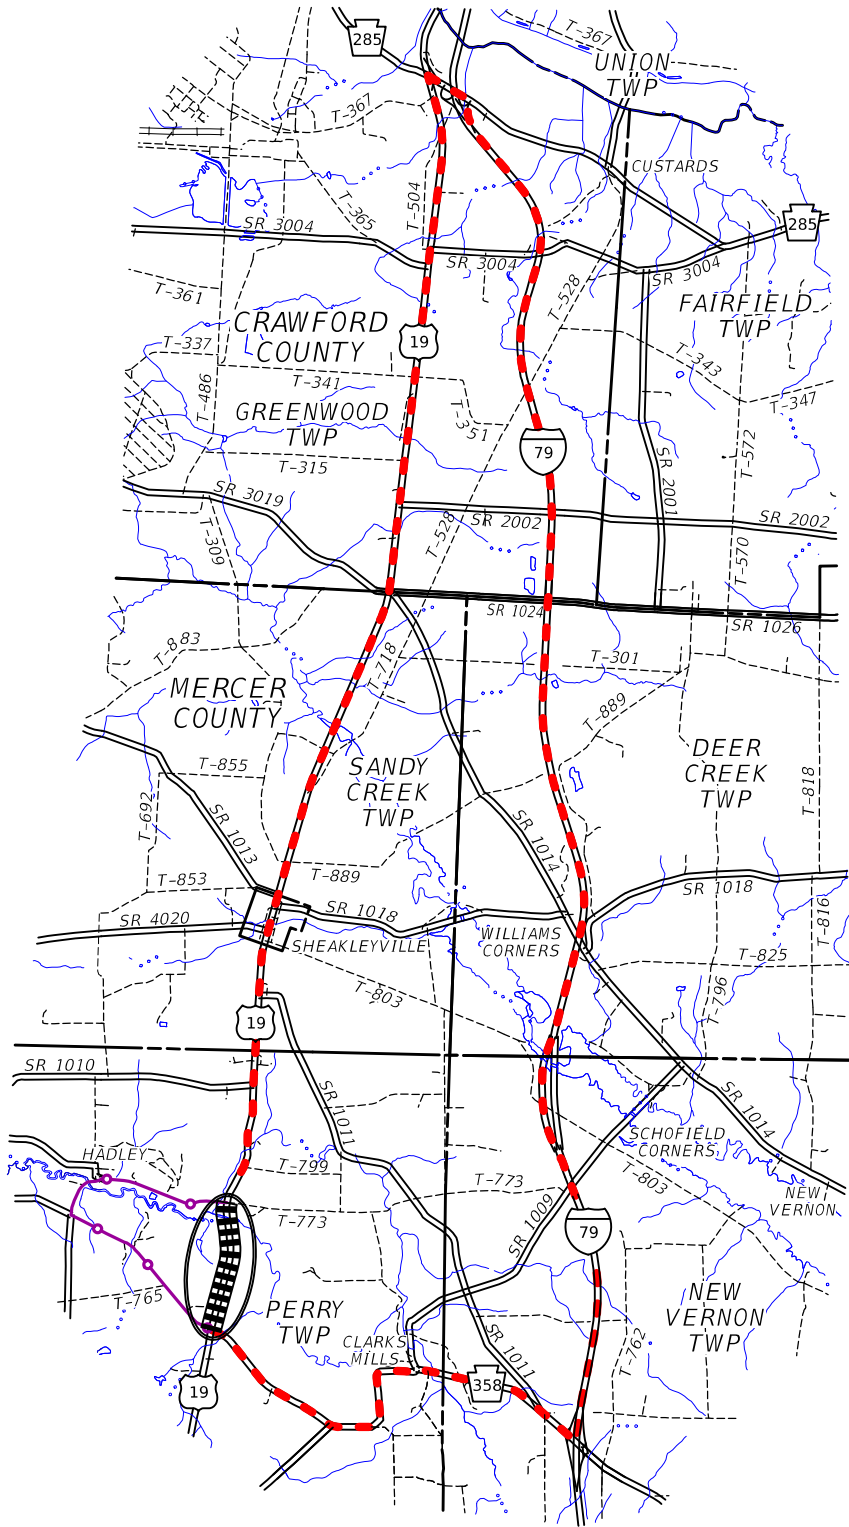 285
T-367
UNION
TWP
T-367
CUSTARDS
T-504
T-365
SR 3004
285
SR 3004
SR 3004
T-361
T-528
FAIRFIELD
TWP
CRAWFORD
COUNTY
19
T-337
T-343
T-341
T-486
T-347
GREENWOOD
TWP
T-351
79
T-572
T-315
SR 2001
SR 3019
SR 2002
SR 2002
T-528
T-309
T-570
SR 1024
SR 1026
T-883
T-718
T-301
MERCER
COUNTY
T-889
DEER
CREEK
TWP
SANDY
CREEK
TWP
T-855
T-818
T-692
SR 1013
SR 1014
T-889
T-853
SR 1018
SR 1018
SR 4020
T-816
WILLIAMS
CORNERS
SHEAKLEYVILLE
T-825
T-803
T-796
19
SR 1010
SR 1011
SR 1014
SCHOFIELD
CORNERS
HADLEY
T-799
T-803
T-773
NEW
VERNON
T-773
SR 1009
79
T-765
PERRY
TWP
NEW
VERNON
TWP
CLARKS
MILLS
SR 1011
T-762
358
19